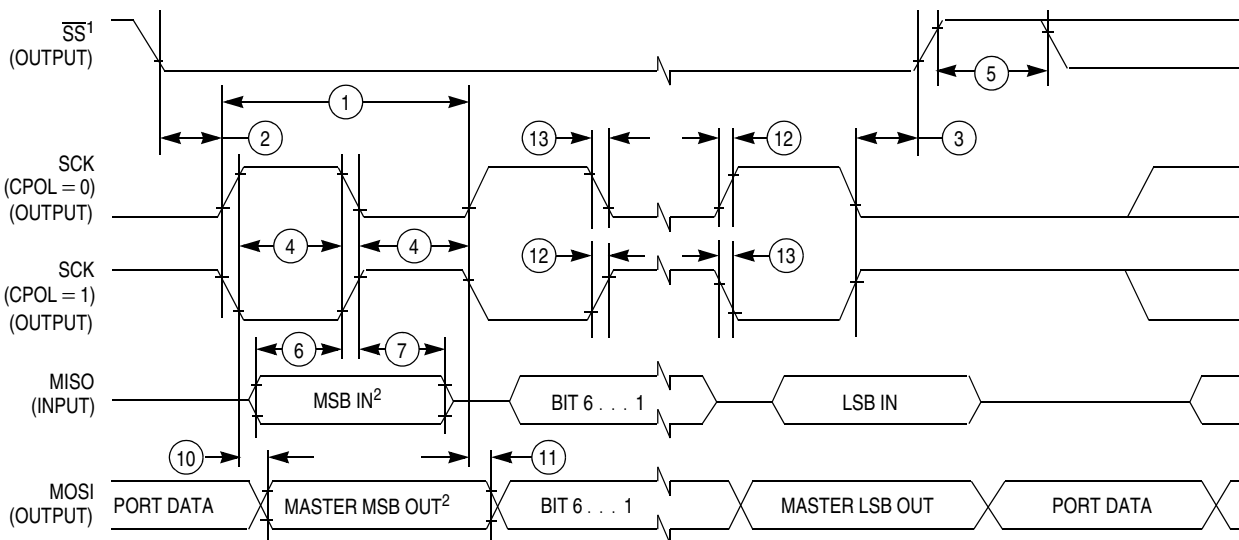 SS¹
(OUTPUT)
5
1
2
13
12
3
SCK
(CPOL = 0)
(OUTPUT)
4
4
12
13
SCK
(CPOL = 1)
(OUTPUT)
6
7
MISO
(INPUT)
MSB IN²
BIT 6 . . . 1
LSB IN
10
11
MOSI
(OUTPUT)
PORT DATA
MASTER MSB OUT²
BIT 6 . . . 1
MASTER LSB OUT
PORT DATA